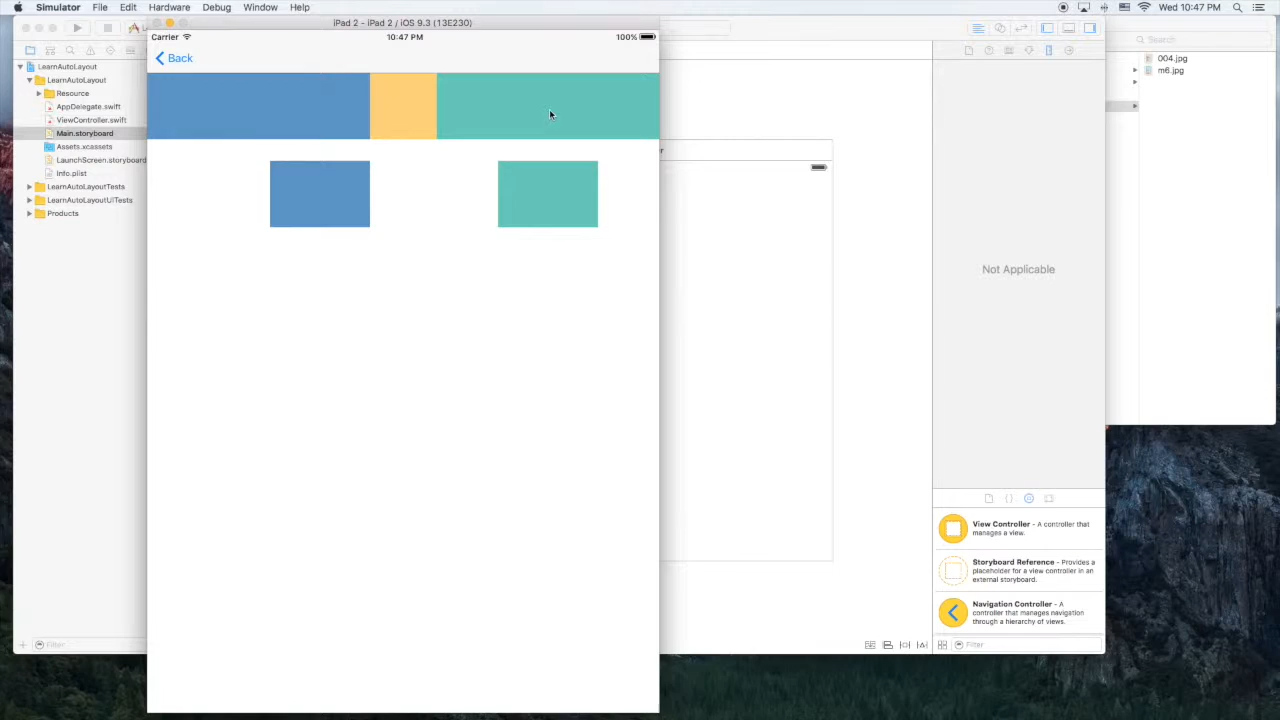 Simulator File Edit Hardware Debug Window Help
Wed 10:47 PM
iPad 2 - iPad 2 / iOS 9.3 (13E230)
Carrier
10:47 PM
100%
Back
Search
004.jpg
m6.jpg
LearnAutoLayout
LearnAutoLayout
Resource
AppDelegate.swift
ViewController.swift
Main.storyboard
Assets.xcassets
LaunchScreen.storyboard
Info.plist
LearnAutoLayoutTests
LearnAutoLayoutUITests
Products
Filter
Not Applicable
View Controller - A controller that
manages a view.
Storyboard Reference - Provides a
placeholder for a view controller in an
external storyboard.
Navigation Controller - A
controller that manages navigation
through a hierarchy of views.
Filter